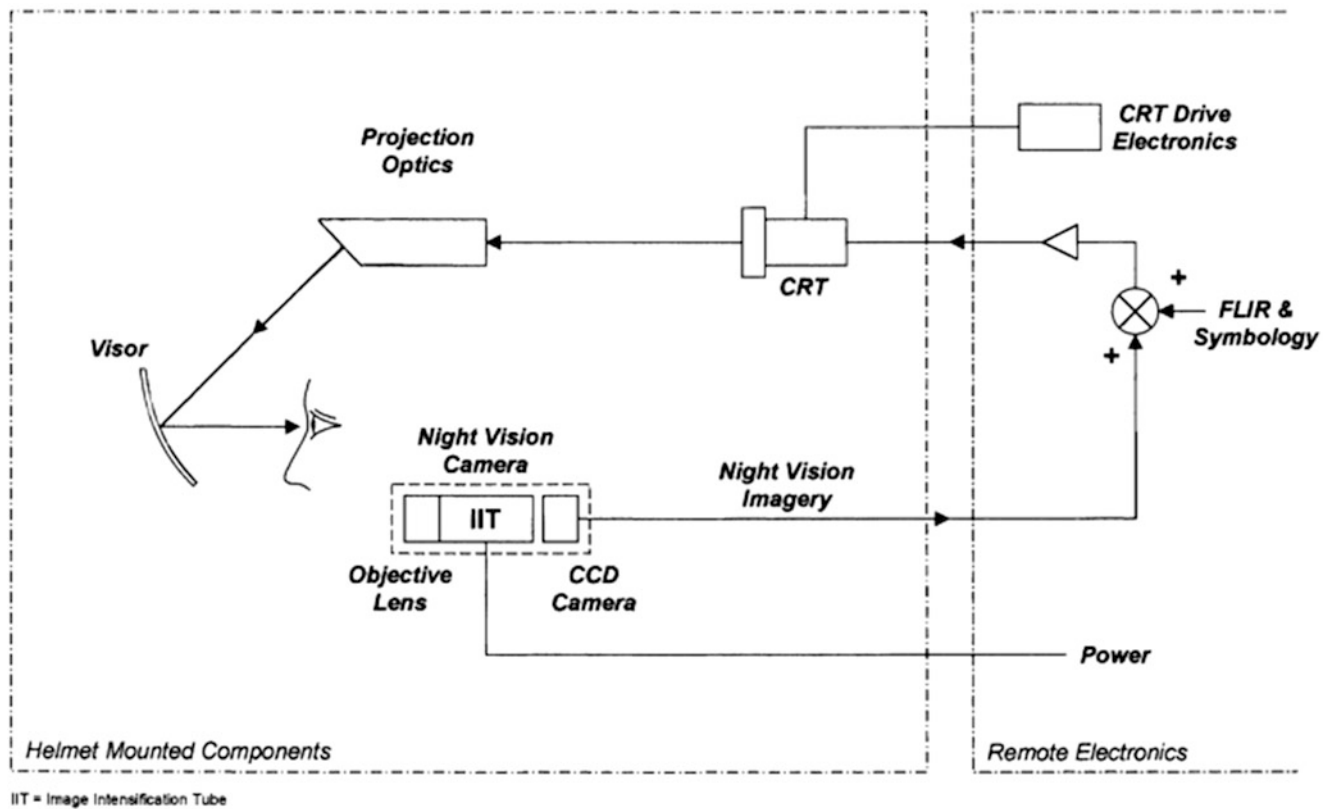 Projection
Optics
CRT Drive
Electronics
CRT
+
FLIR &
Symbology
+
Visor
Night Vision
Camera
Night Vision
Imagery
IIT
Objective
Lens
CCD
Camera
Power
Helmet Mounted Components
Remote Electronics
IIT = Image Intensification Tube